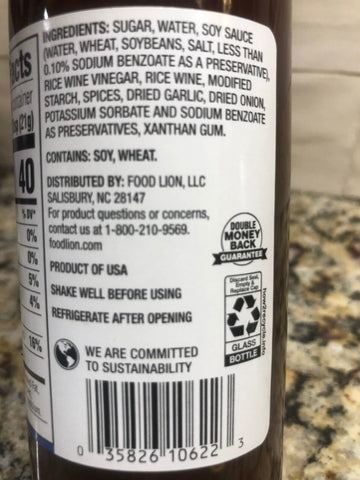 INGREDIENTS: SUGAR, WATER, SOY SAUCE
(WATER, WHEAT, SOYBEANS, SALT, LESS THAN
0.10% SODIUM BENZOATE AS A PRESERVATIVE),
RICE WINE VINEGAR, RICE WINE, MODIFIED
STARCH, SPICES, DRIED GARLIC, DRIED ONION,
POTASSIUM SORBATE AND SODIUM BENZOATE
AS PRESERVATIVES, XANTHAN GUM.
CONTAINS: SOY, WHEAT.
DISTRIBUTED BY: FOOD LION, LLC
SALISBURY, NC 28147
For product questions or concerns,
contact us at 1-800-210-9569.
foodlion.com
PRODUCT OF USA
SHAKE WELL BEFORE USING
REFRIGERATE AFTER OPENING
WE ARE COMMITTED
TO SUSTAINABILITY
0 35826 10622 3
DOUBLE
MONEY
BACK
GUARANTEE
Discard Seal,
Empty &
Replace Cap
GLASS
BOTTLE
how2recycle.info
(21g)
40
% DV*
0%
0%
5%
4%
16%